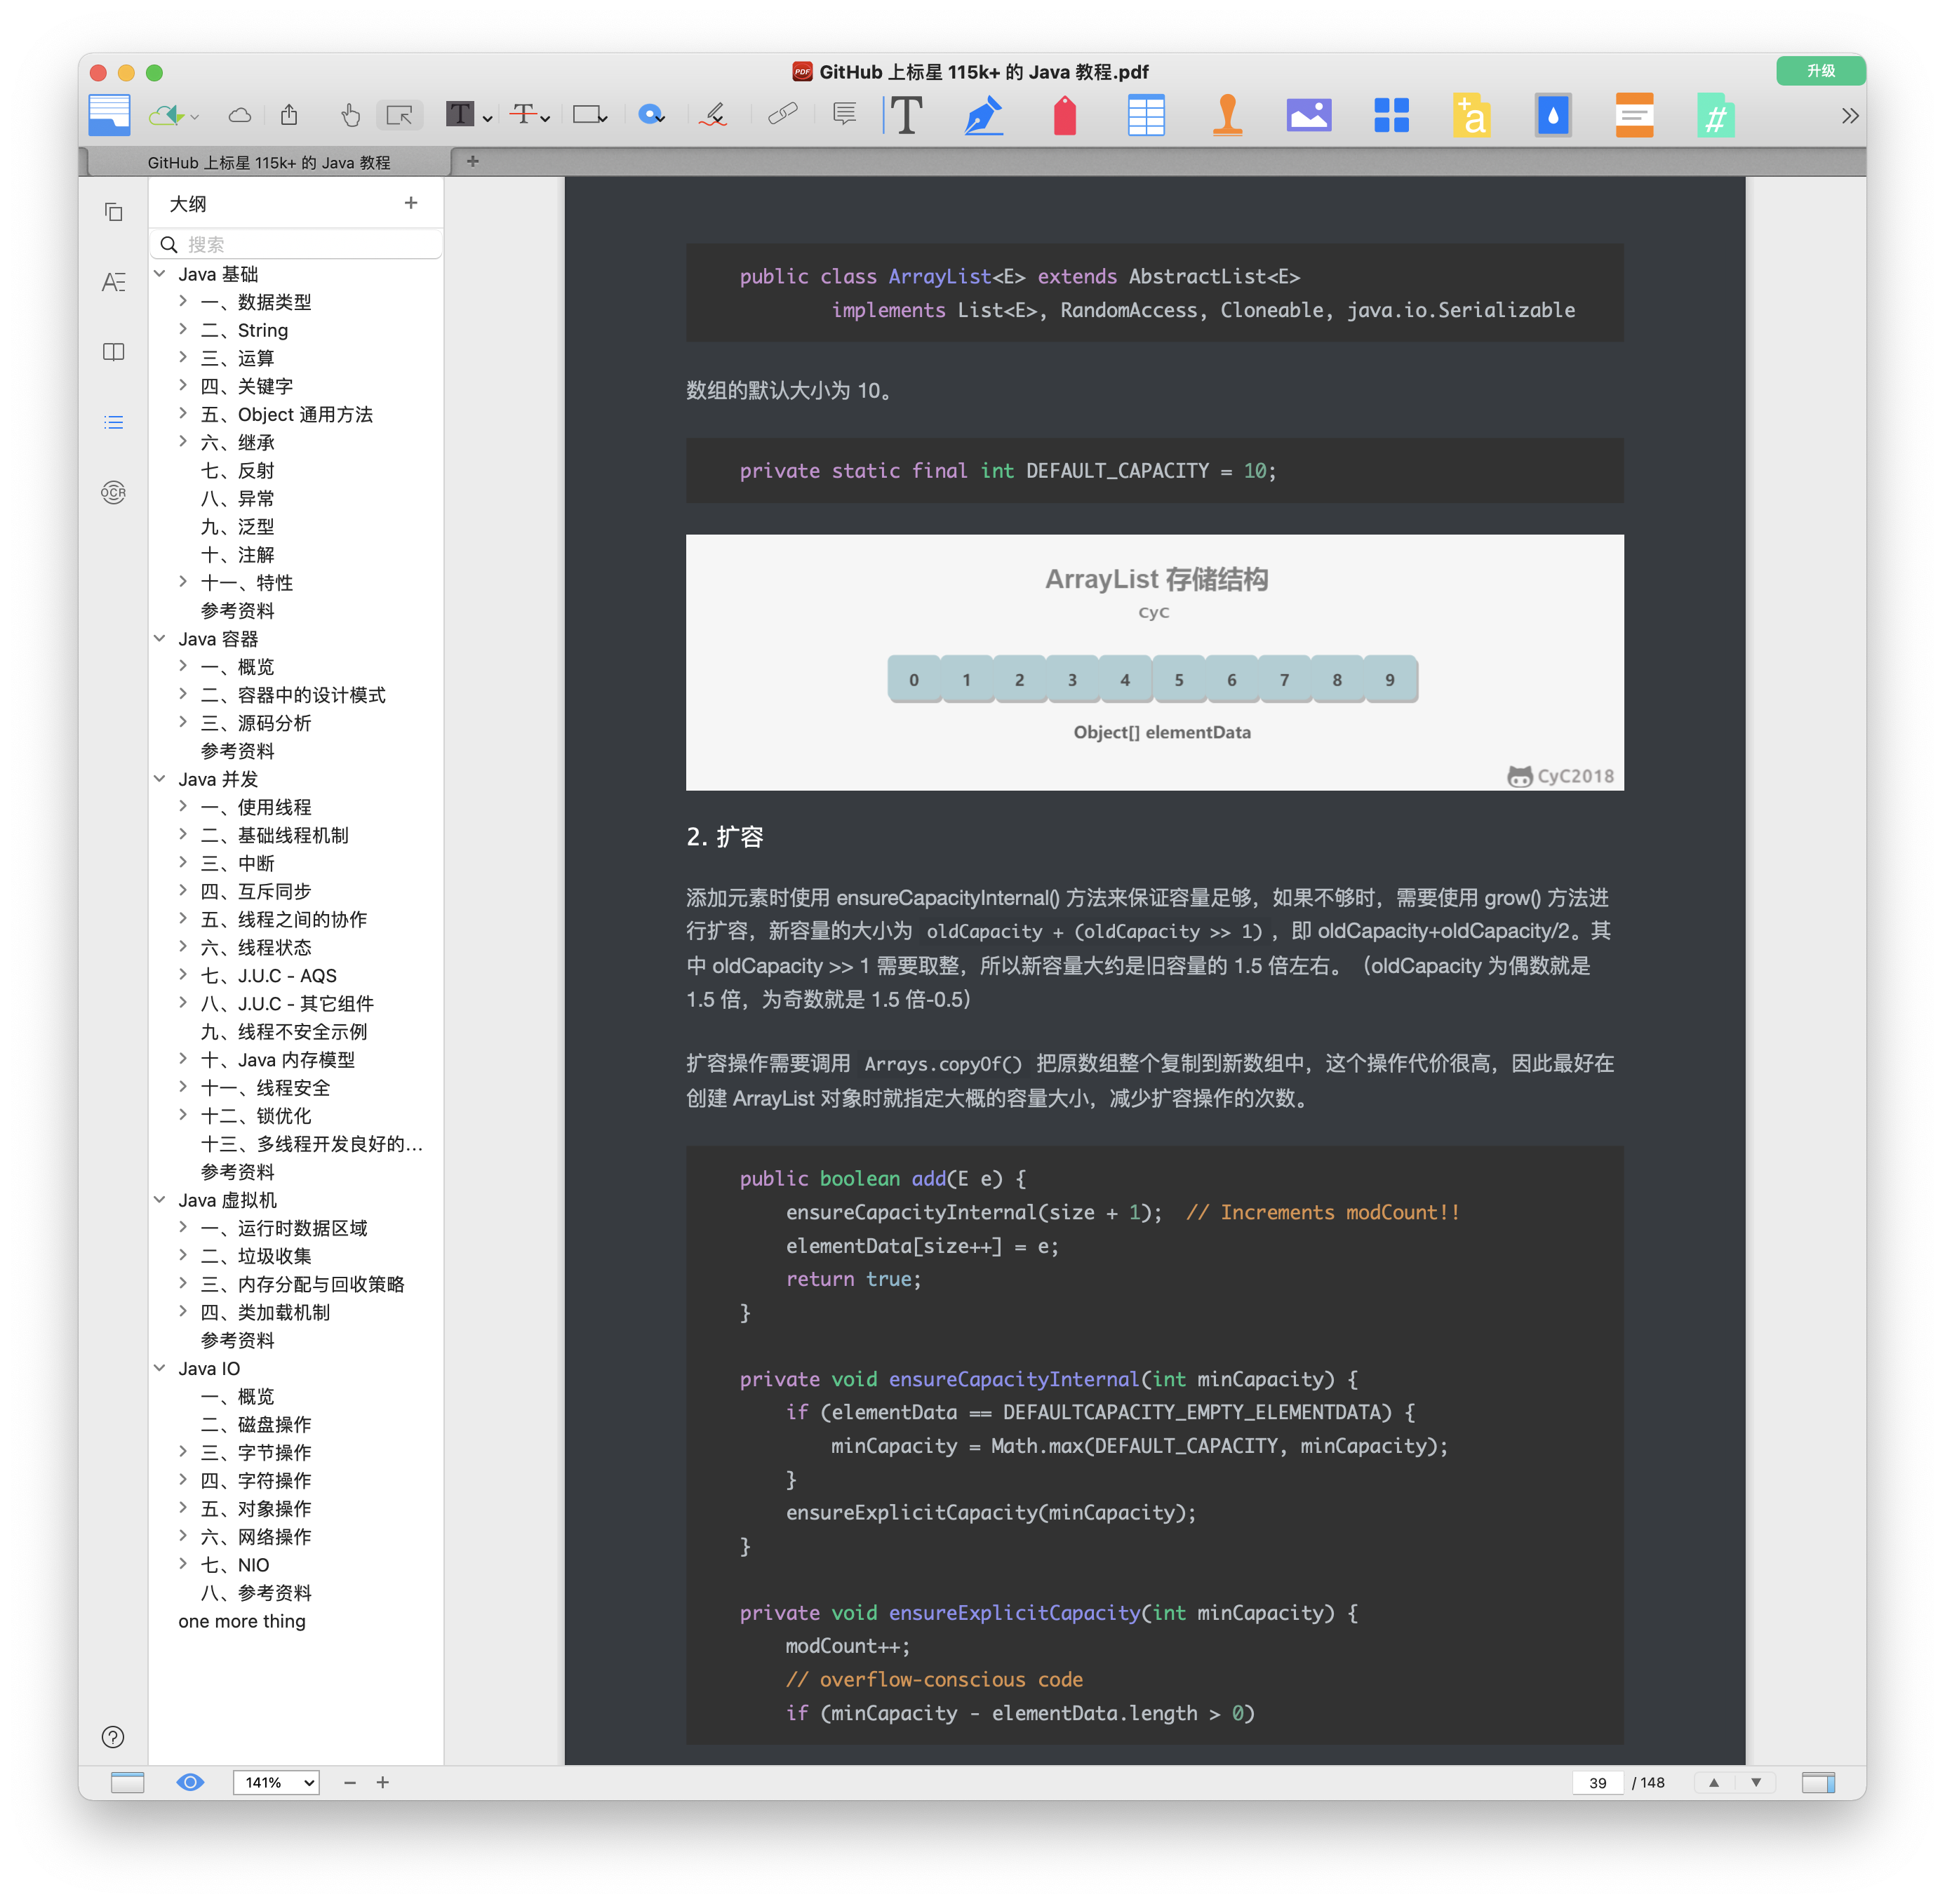 GitHub 上标星 115k+ 的 Java 教程.pdf
升级
GitHub 上标星 115k+ 的 Java 教程
大纲
搜索
Java 基础
一、数据类型
二、String
三、运算
四、关键字
五、Object 通用方法
六、继承
七、反射
八、异常
九、泛型
十、注解
十一、特性
参考资料
Java 容器
一、概览
二、容器中的设计模式
三、源码分析
参考资料
Java 并发
一、使用线程
二、基础线程机制
三、中断
四、互斥同步
五、线程之间的协作
六、线程状态
七、J.U.C - AQS
八、J.U.C - 其它组件
九、线程不安全示例
十、Java 内存模型
十一、线程安全
十二、锁优化
十三、多线程开发良好的…
参考资料
Java 虚拟机
一、运行时数据区域
二、垃圾收集
三、内存分配与回收策略
四、类加载机制
参考资料
Java IO
一、概览
二、磁盘操作
三、字节操作
四、字符操作
五、对象操作
六、网络操作
七、NIO
八、参考资料
one more thing
OCR
public class ArrayList<E> extends AbstractList<E>
implements List<E>, RandomAccess, Cloneable, java.io.Serializable
数组的默认大小为 10。
private static final int DEFAULT_CAPACITY = 10;
ArrayList 存储结构
CyC
0 1 2 3 4 5 6 7 8 9
Object[] elementData
CyC2018
2. 扩容
添加元素时使用 ensureCapacityInternal() 方法来保证容量足够，如果不够时，需要使用 grow() 方法进
行扩容，新容量的大小为 oldCapacity + (oldCapacity >> 1) ，即 oldCapacity+oldCapacity/2。其
中 oldCapacity >> 1 需要取整，所以新容量大约是旧容量的 1.5 倍左右。（oldCapacity 为偶数就是
1.5 倍，为奇数就是 1.5 倍-0.5）
扩容操作需要调用 Arrays.copyOf() 把原数组整个复制到新数组中，这个操作代价很高，因此最好在
创建 ArrayList 对象时就指定大概的容量大小，减少扩容操作的次数。
public boolean add(E e) {
ensureCapacityInternal(size + 1);  // Increments modCount!!
elementData[size++] = e;
return true;
}
private void ensureCapacityInternal(int minCapacity) {
if (elementData == DEFAULTCAPACITY_EMPTY_ELEMENTDATA) {
minCapacity = Math.max(DEFAULT_CAPACITY, minCapacity);
}
ensureExplicitCapacity(minCapacity);
}
private void ensureExplicitCapacity(int minCapacity) {
modCount++;
// overflow-conscious code
if (minCapacity - elementData.length > 0)
141%
39 / 148